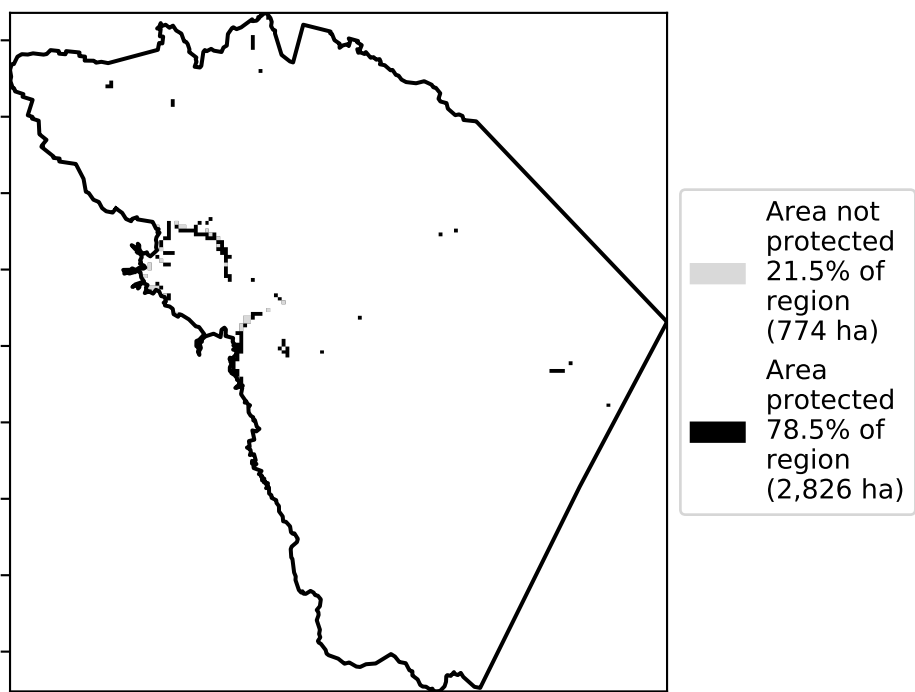 Area not
protected
21.5% of
region
(774 ha)
Area
protected
78.5% of
region
(2,826 ha)